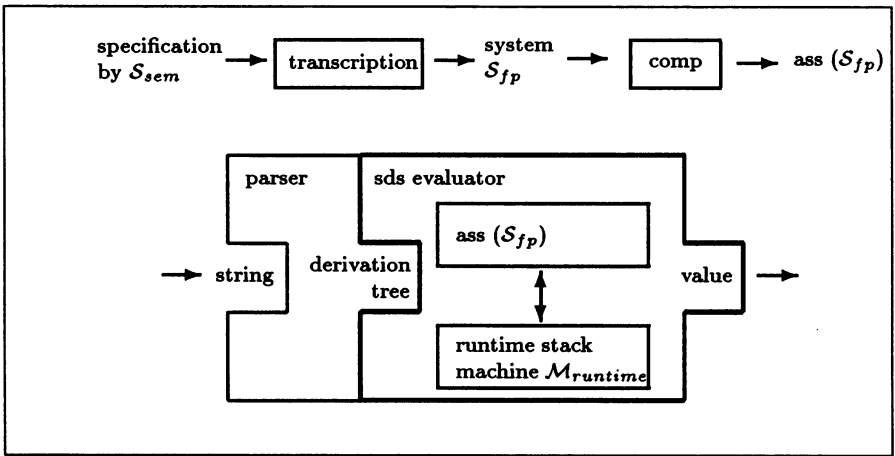 specification
by S_sem
transcription
system
S_fp
comp
ass (S_fp)
parser
sds evaluator
ass (S_fp)
string
derivation
tree
value
runtime stack
machine M_runtime